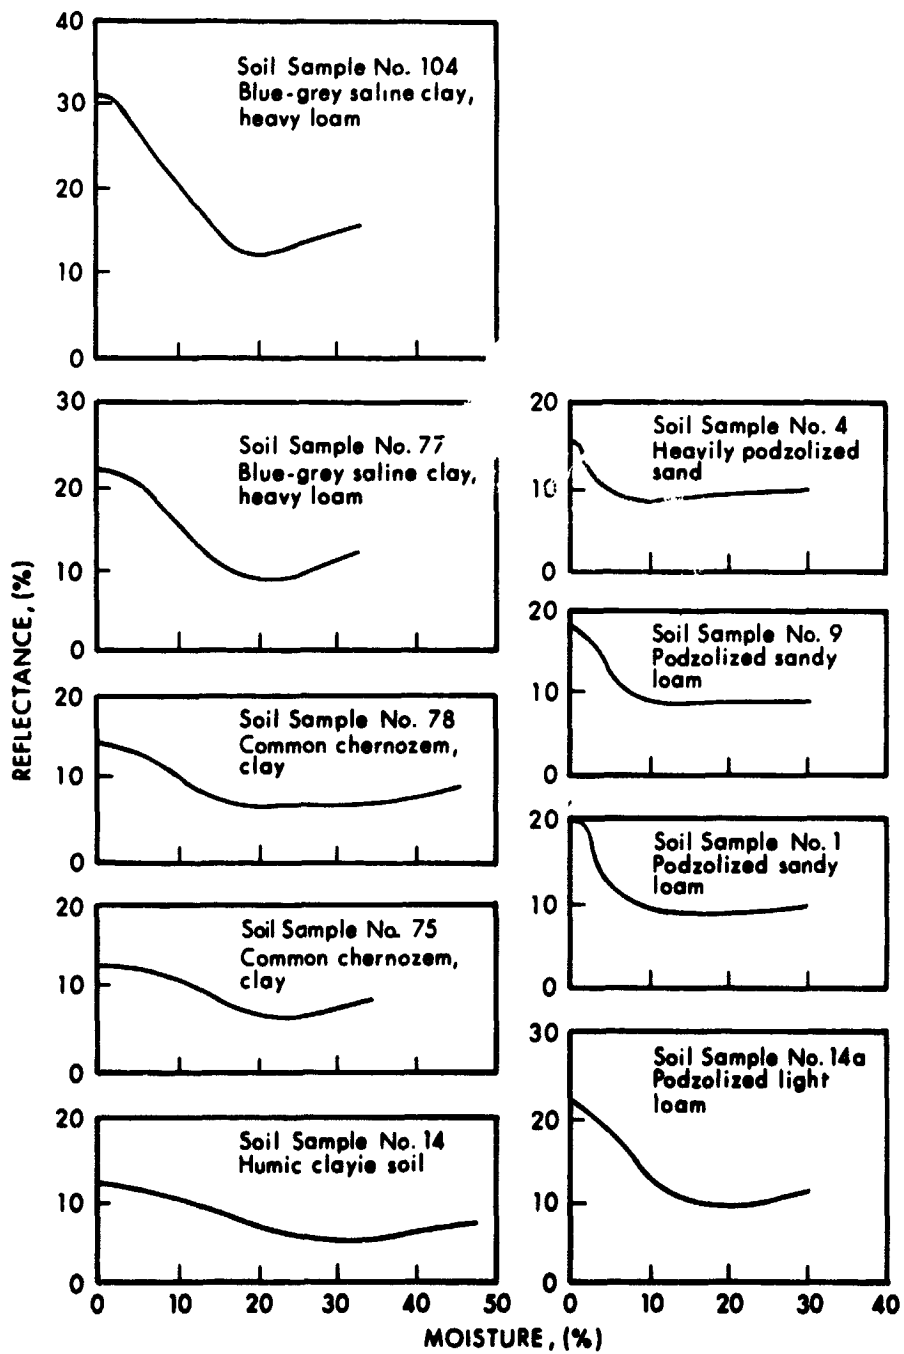 40
30
20
10
0
Soil Sample No. 104
Blue-grey saline clay,
heavy loam
30
20
10
0
Soil Sample No. 77
Blue-grey saline clay,
heavy loam
20
10
0
Soil Sample No. 78
Common chernozem,
clay
20
10
0
Soil Sample No. 75
Common chernozem,
clay
20
10
0
Soil Sample No. 14
Humic clayie soil
0 10 20 30 40 50
20
10
0
Soil Sample No. 4
Heavily podzolized
sand
20
10
0
Soil Sample No. 9
Podzolized sandy
loam
20
10
0
Soil Sample No. 1
Podzolized sandy
loam
30
20
10
0
Soil Sample No. 14a
Podzolized light
loam
0 10 20 30 40
REFLECTANCE, (%)
MOISTURE, (%)